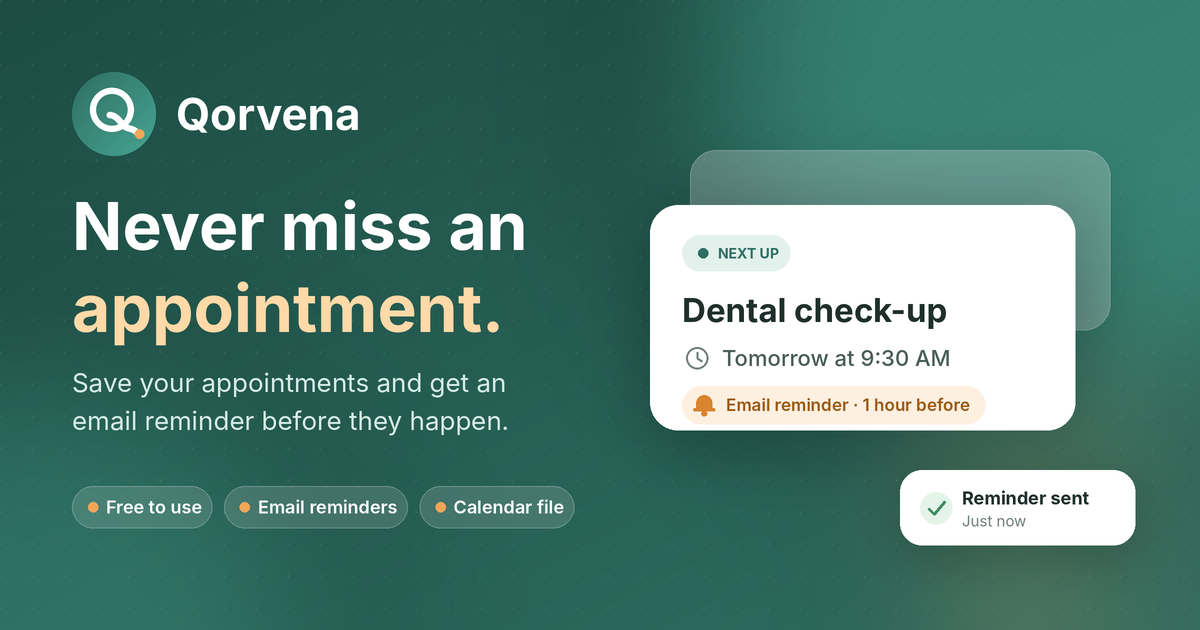 Qorvena
Never miss an
appointment.
Save your appointments and get an
email reminder before they happen.
Free to use
Email reminders
Calendar file
NEXT UP
Dental check-up
Tomorrow at 9:30 AM
Email reminder · 1 hour before
Reminder sent
Just now